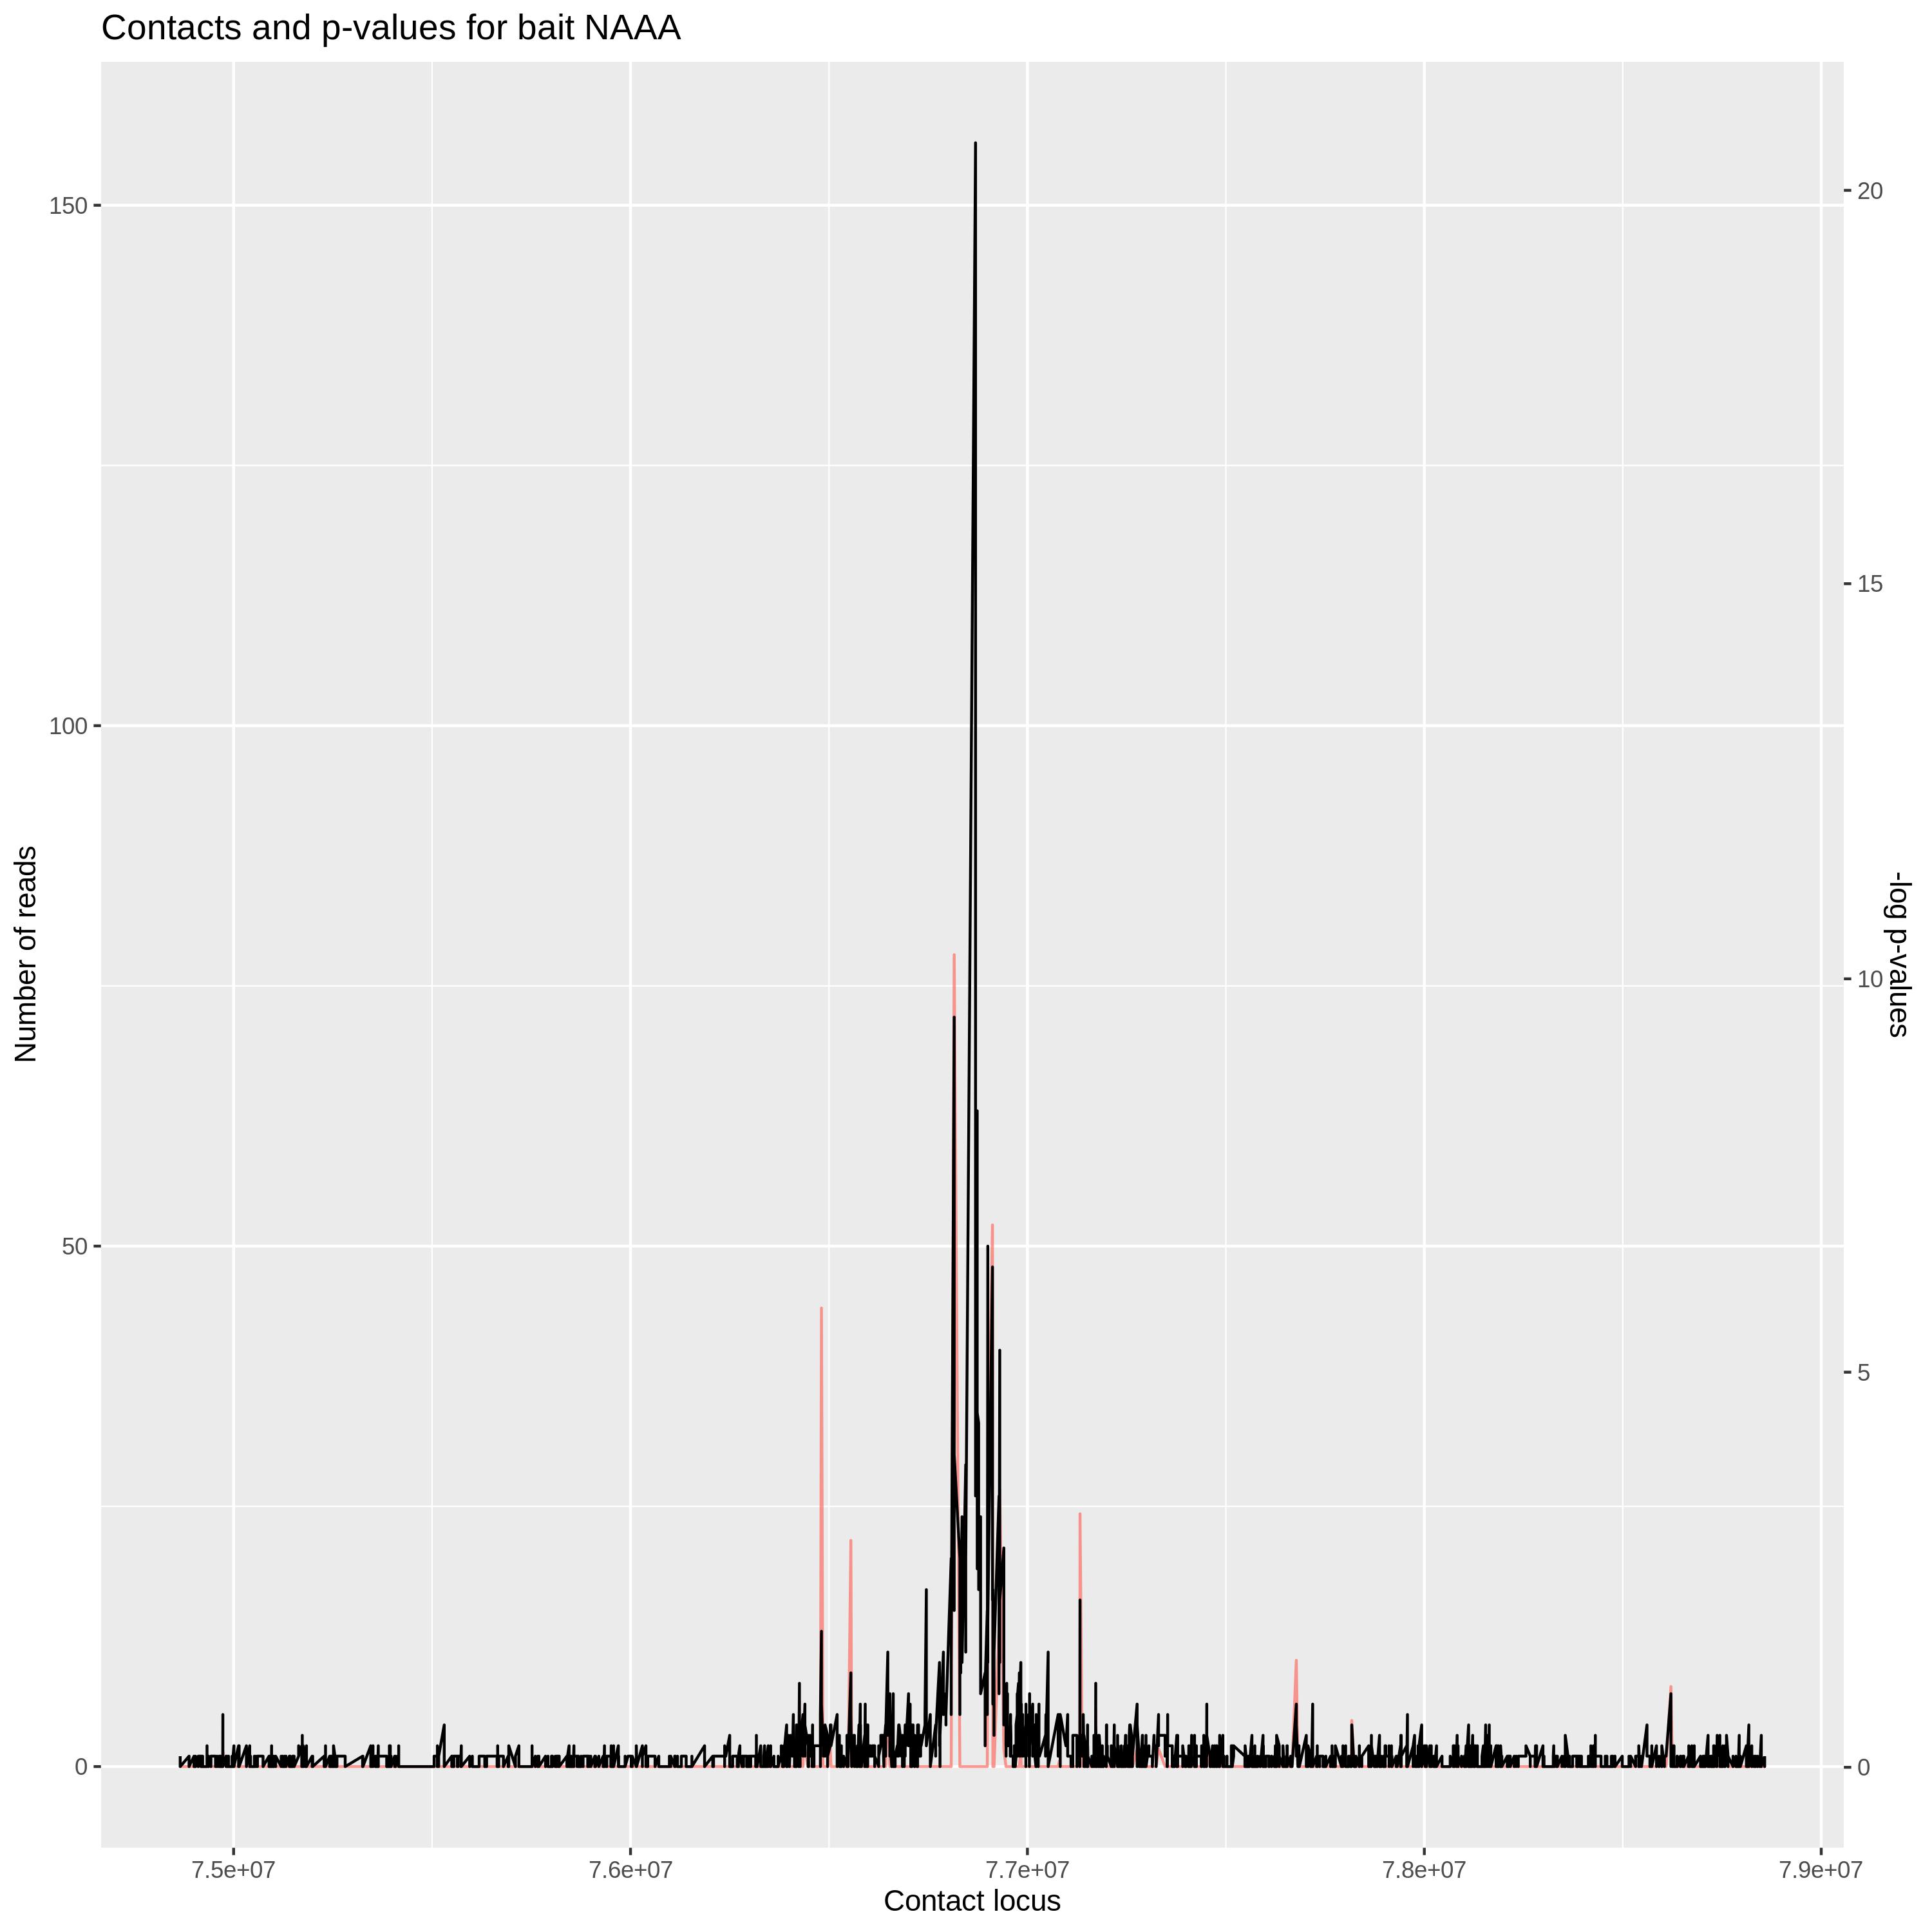 Contacts and p-values for bait NAAA
150
100
50
0
Number of reads
20
15
10
5
0
-log p-values
7.5e+07
7.6e+07
7.7e+07
7.8e+07
7.9e+07
Contact locus